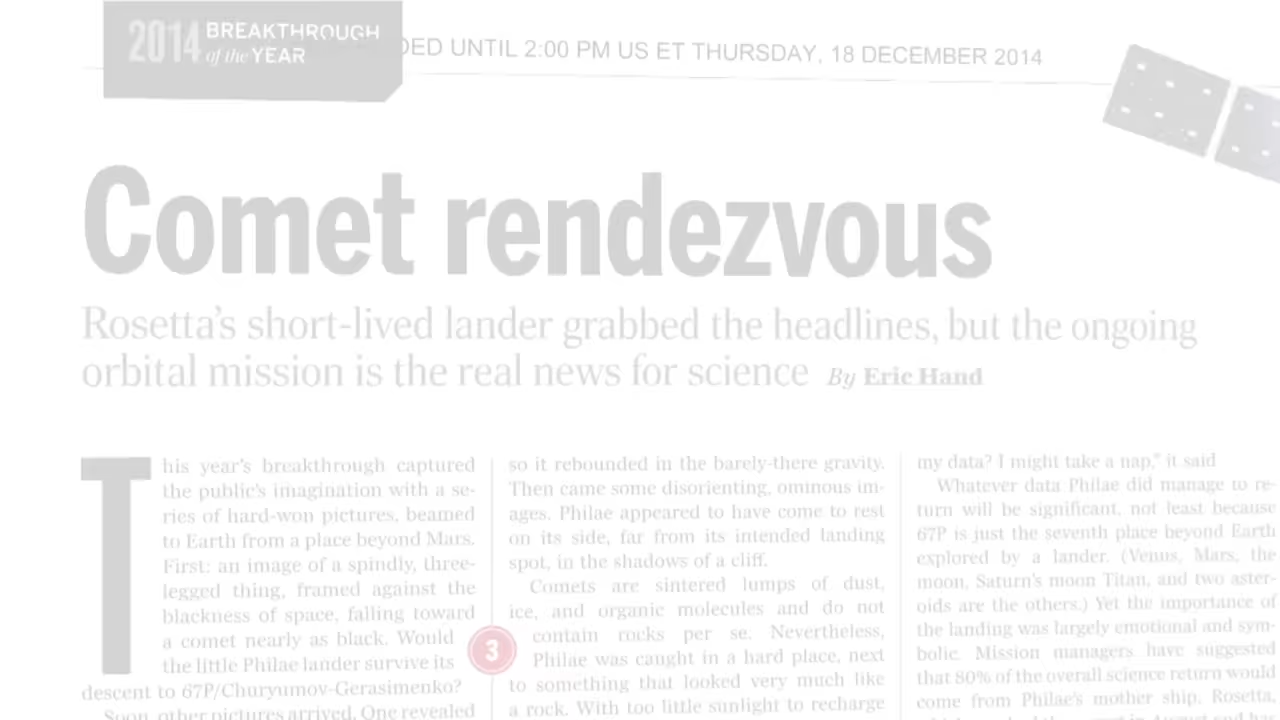 2014 BREAKTHROUGH
of the YEAR
DED UNTIL 2:00 PM US ET THURSDAY, 18 DECEMBER 2014
Comet rendezvous
Rosetta's short-lived lander grabbed the headlines, but the ongoing
orbital mission is the real news for science By Eric Hand
This year's breakthrough captured
the public's imagination with a se-
ries of hard-won pictures, beamed
to Earth from a place beyond Mars.
First: an image of a spindly, three-
legged thing, framed against the
blackness of space, falling toward
a comet nearly as black. Would
the little Philae lander survive its
descent to 67P/Churyumov-Gerasimenko?
Soon, other pictures arrived. One revealed
3
so it rebounded in the barely-there gravity.
Then came some disorienting, ominous im-
ages. Philae appeared to have come to rest
on its side, far from its intended landing
spot, in the shadows of a cliff.
Comets are sintered lumps of dust,
ice, and organic molecules and do not
contain rocks per se. Nevertheless,
Philae was caught in a hard place, next
to something that looked very much like
a rock. With too little sunlight to recharge
my data? I might take a nap," it said
Whatever data Philae did manage to re-
turn will be significant, not least because
67P is just the seventh place beyond Earth
explored by a lander. (Venus, Mars, the
moon, Saturn's moon Titan, and two aster-
oids are the others.) Yet the importance of
the landing was largely emotional and sym-
bolic. Mission managers have suggested
that 80% of the overall science return would
come from Philae's mother ship, Rosetta,